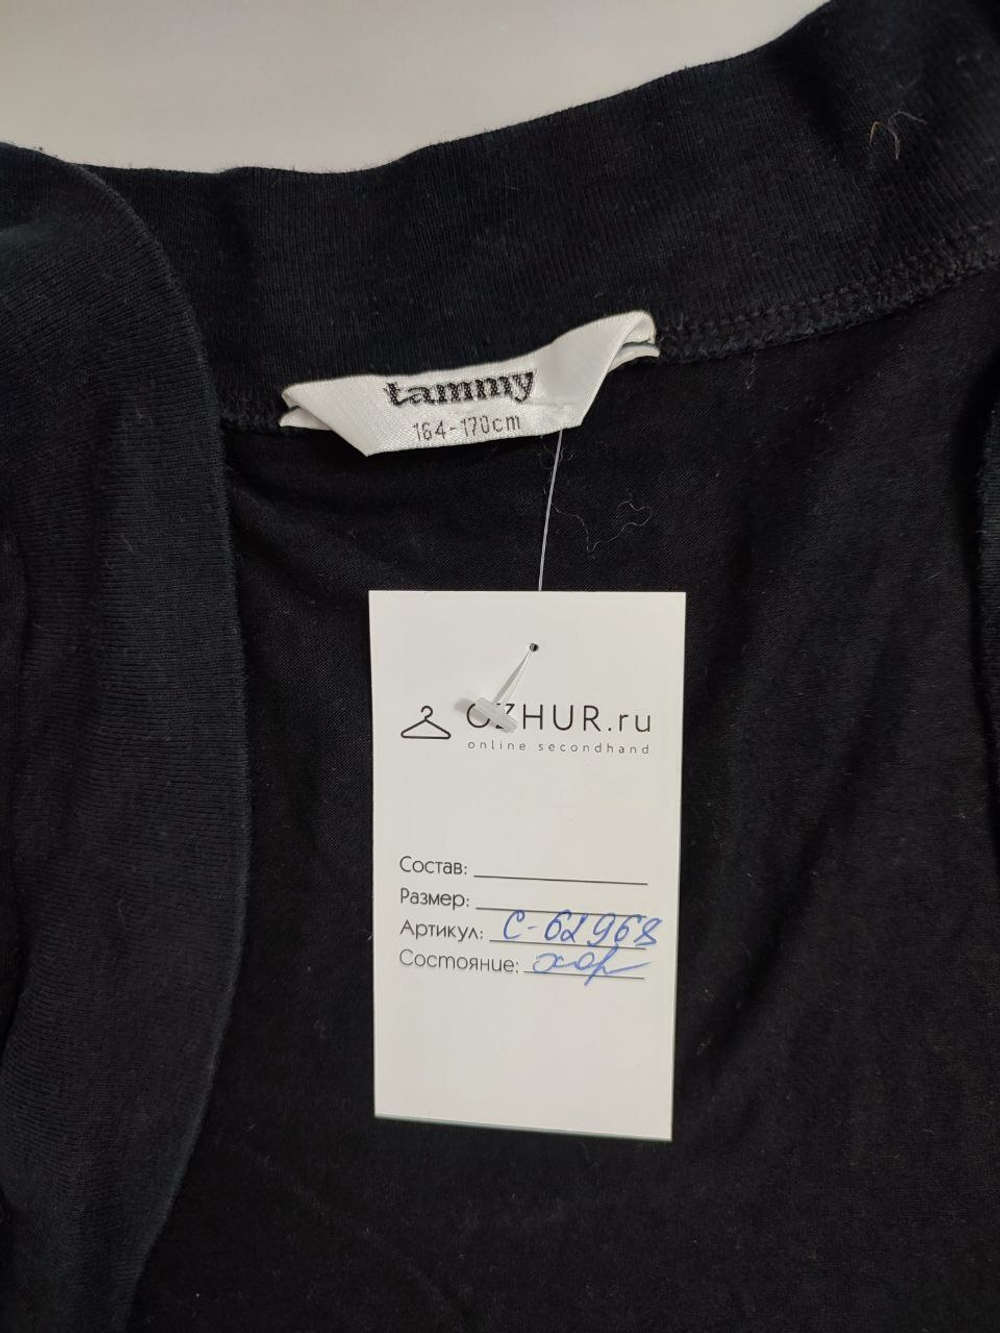 tammy
164-170cm
OZHUR.ru
online secondhand
Состав:
Размер:
Артикул: С-62968
Состояние: хор